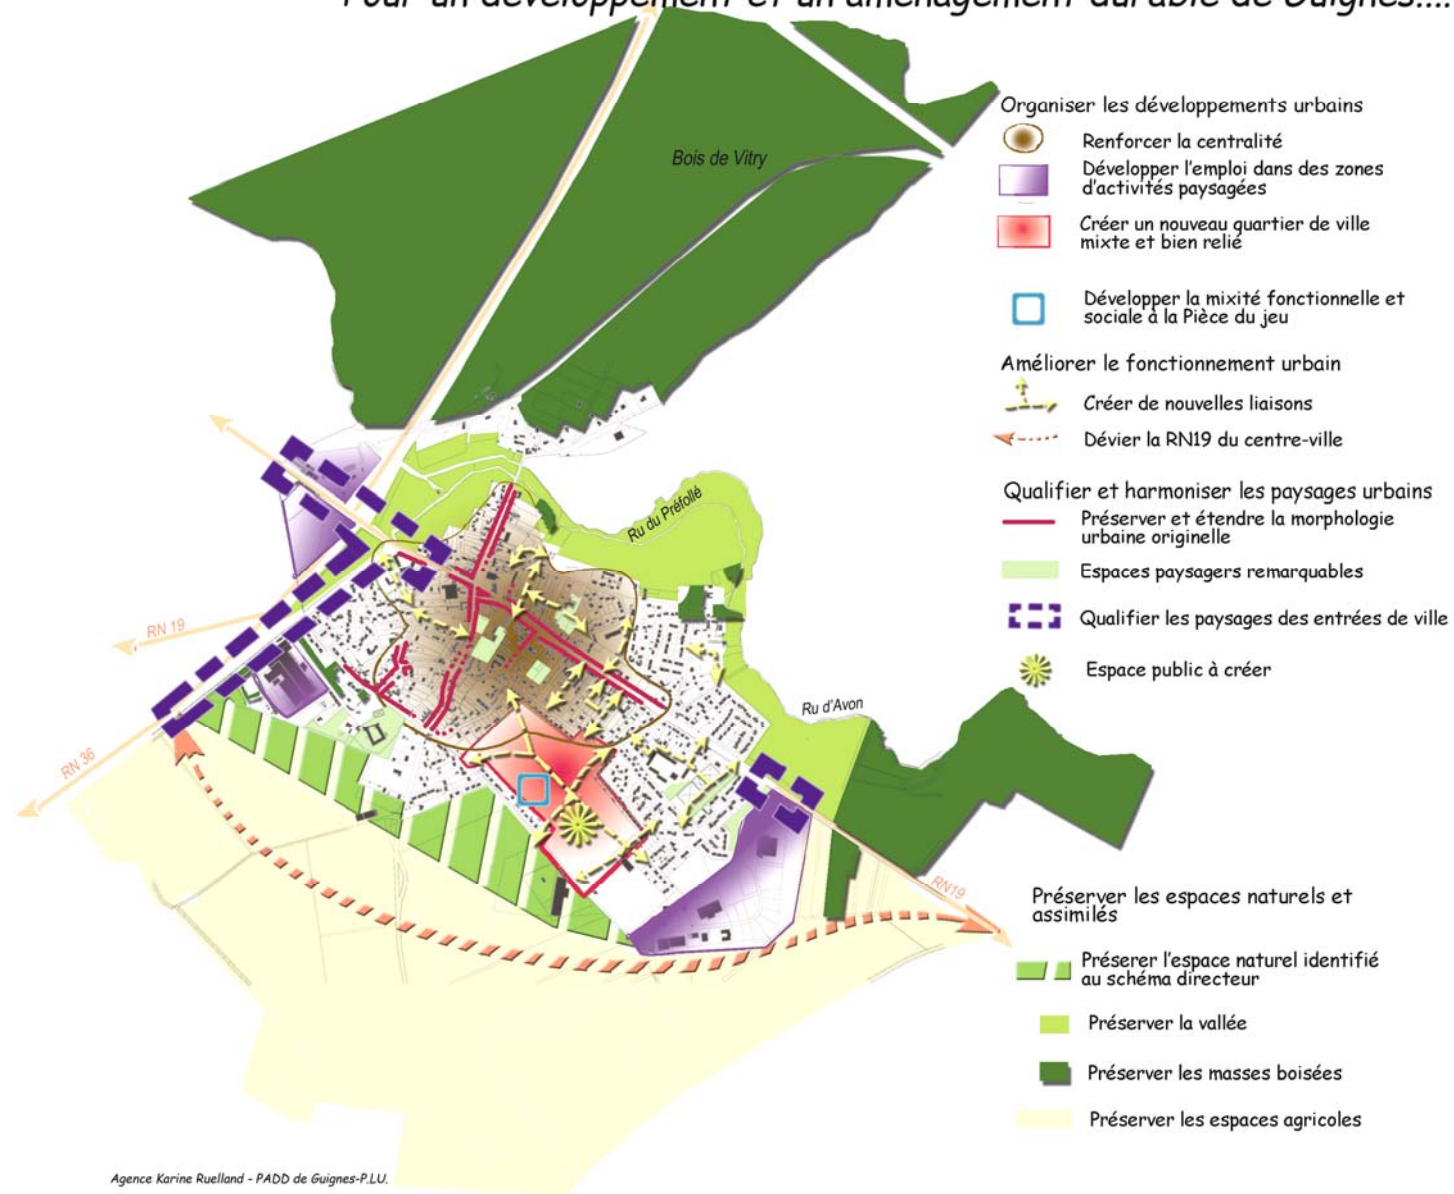 Pour un développement et un aménagement durable de Guignes....
Bois de Vitry
Ru du Préfollé
Ru d'Avon
RN 19
RN 36
RN19
Organiser les développements urbains
Renforcer la centralité
Développer l'emploi dans des zones
d'activités paysagées
Créer un nouveau quartier de ville
mixte et bien relié
Développer la mixité fonctionnelle et
sociale à la Pièce du jeu
Améliorer le fonctionnement urbain
Créer de nouvelles liaisons
Dévier la RN19 du centre-ville
Qualifier et harmoniser les paysages urbains
Préserver et étendre la morphologie
urbaine originelle
Espaces paysagers remarquables
Qualifier les paysages des entrées de ville
Espace public à créer
Préserver les espaces naturels et
assimilés
Préserer l'espace naturel identifié
au schéma directeur
Préserver la vallée
Préserver les masses boisées
Préserver les espaces agricoles
Agence Karine Ruelland - PADD de Guignes-P.LU.